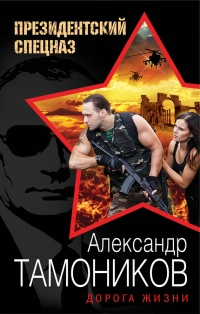 ПРЕЗИДЕНТСКИЙ
СПЕЦНАЗ
Александр
ТАМОНИКОВ
ДОРОГА ЖИЗНИ